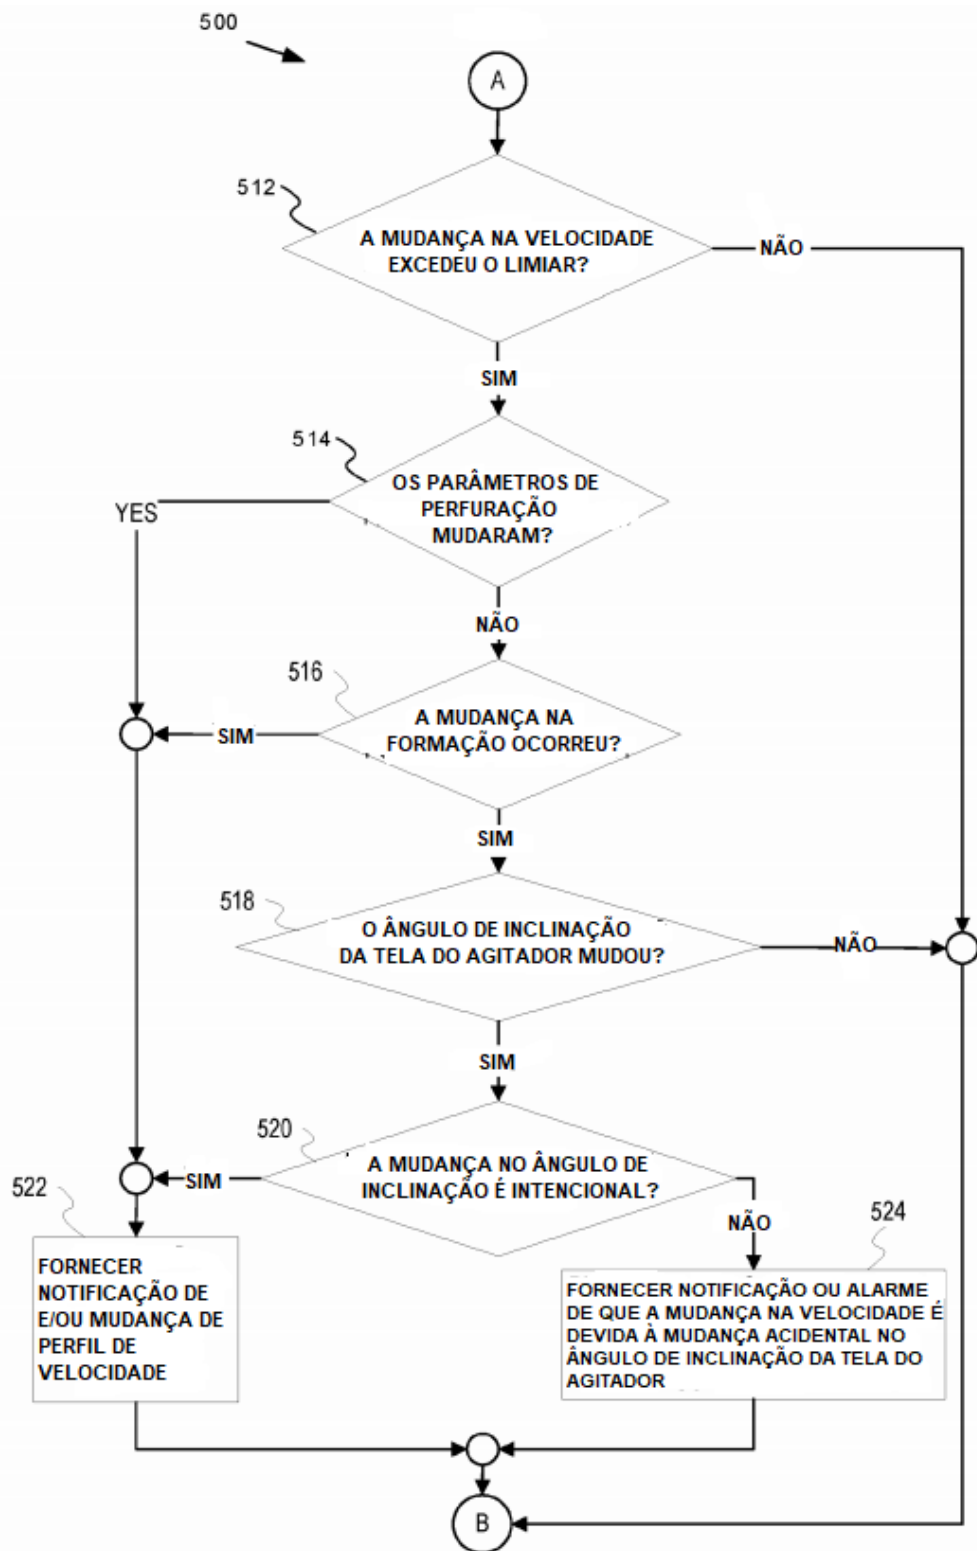 500
A
512
A MUDANÇA NA VELOCIDADE
EXCEDEU O LIMIAR?
NÃO
SIM
514
OS PARÂMETROS DE
PERFURAÇÃO
MUDARAM?
YES
NÃO
516
A MUDANÇA NA
FORMAÇÃO OCORREU?
SIM
SIM
518
O ÂNGULO DE INCLINAÇÃO
DA TELA DO AGITADOR MUDOU?
NÃO
SIM
520
A MUDANÇA NO ÂNGULO DE
INCLINAÇÃO É INTENCIONAL?
SIM
NÃO
522
FORNECER
NOTIFICAÇÃO DE
E/OU MUDANÇA DE
PERFIL DE
VELOCIDADE
524
FORNECER NOTIFICAÇÃO OU ALARME
DE QUE A MUDANÇA NA VELOCIDADE É
DEVIDA À MUDANÇA ACIDENTAL NO
ÂNGULO DE INCLINAÇÃO DA TELA DO
AGITADOR
B